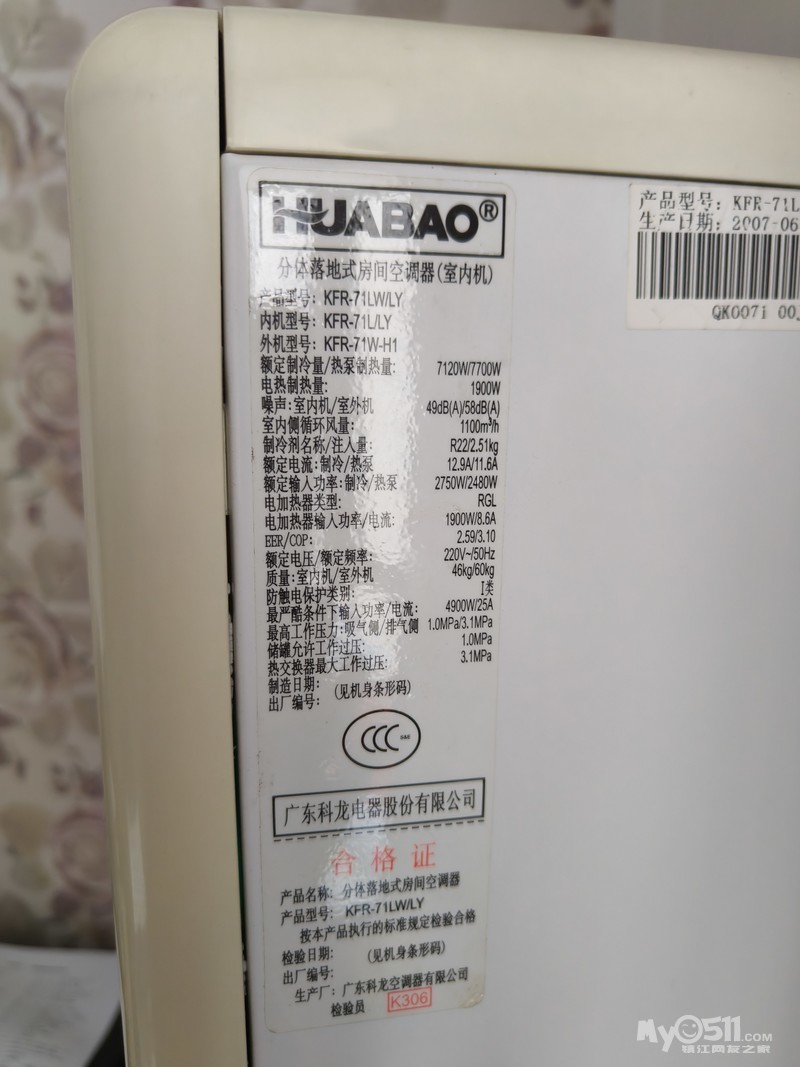 HUABAO®
分体落地式房间空调器(室内机)
产品型号: KFR-71LW/LY
内机型号: KFR-71L/LY
外机型号: KFR-71W-H1
额定制冷量/热泵制热量: 7120W/7700W
电热制热量: 1900W
噪声:室内机/室外机 49dB(A)/58dB(A)
室内侧循环风量: 1100m³/h
制冷剂名称/注入量: R22/2.51kg
额定电流:制冷/热泵 12.9A/11.6A
额定输入功率:制冷/热泵 2750W/2480W
电加热器类型: RGL
电加热器输入功率/电流: 1900W/8.6A
EER/COP: 2.59/3.10
额定电压/额定频率: 220V~/50Hz
质量:室内机/室外机 46kg/60kg
防触电保护类别: I类
最严酷条件下输入功率/电流: 4900W/25A
最高工作压力:吸气侧/排气侧 1.0MPa/3.1MPa
储罐允许工作过压: 1.0MPa
热交换器最大工作过压: 3.1MPa
制造日期:
出厂编号: (见机身条形码)
CCC S&E
广东科龙电器股份有限公司
合格证
产品名称: 分体落地式房间空调器
产品型号: KFR-71LW/LY
按本产品执行的标准规定检验合格
检验日期:
出厂编号: (见机身条形码)
生产厂: 广东科龙空调器有限公司
检验员 K306
产品型号: KFR-71L
生产日期: 2007-06
QK007i 00
My0511.COM
镇江网友之家